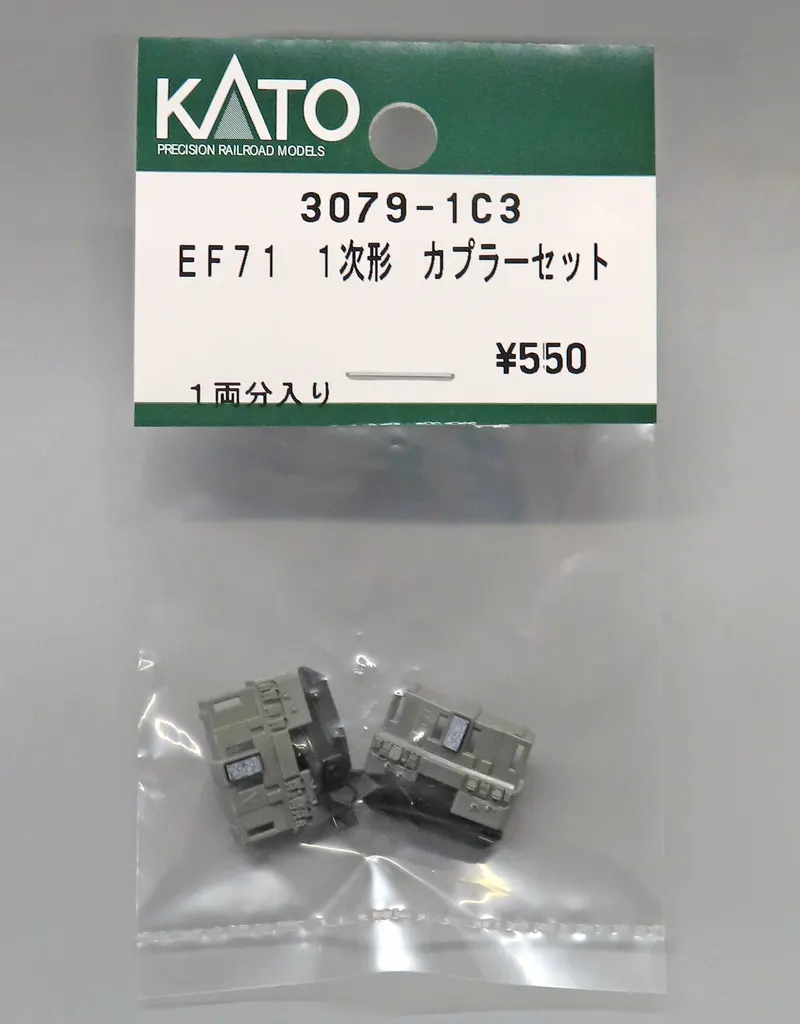 KATO
PRECISION RAILROAD MODELS
3079-1C3
EF71 1次形 カプラーセット
¥550
1両分入り